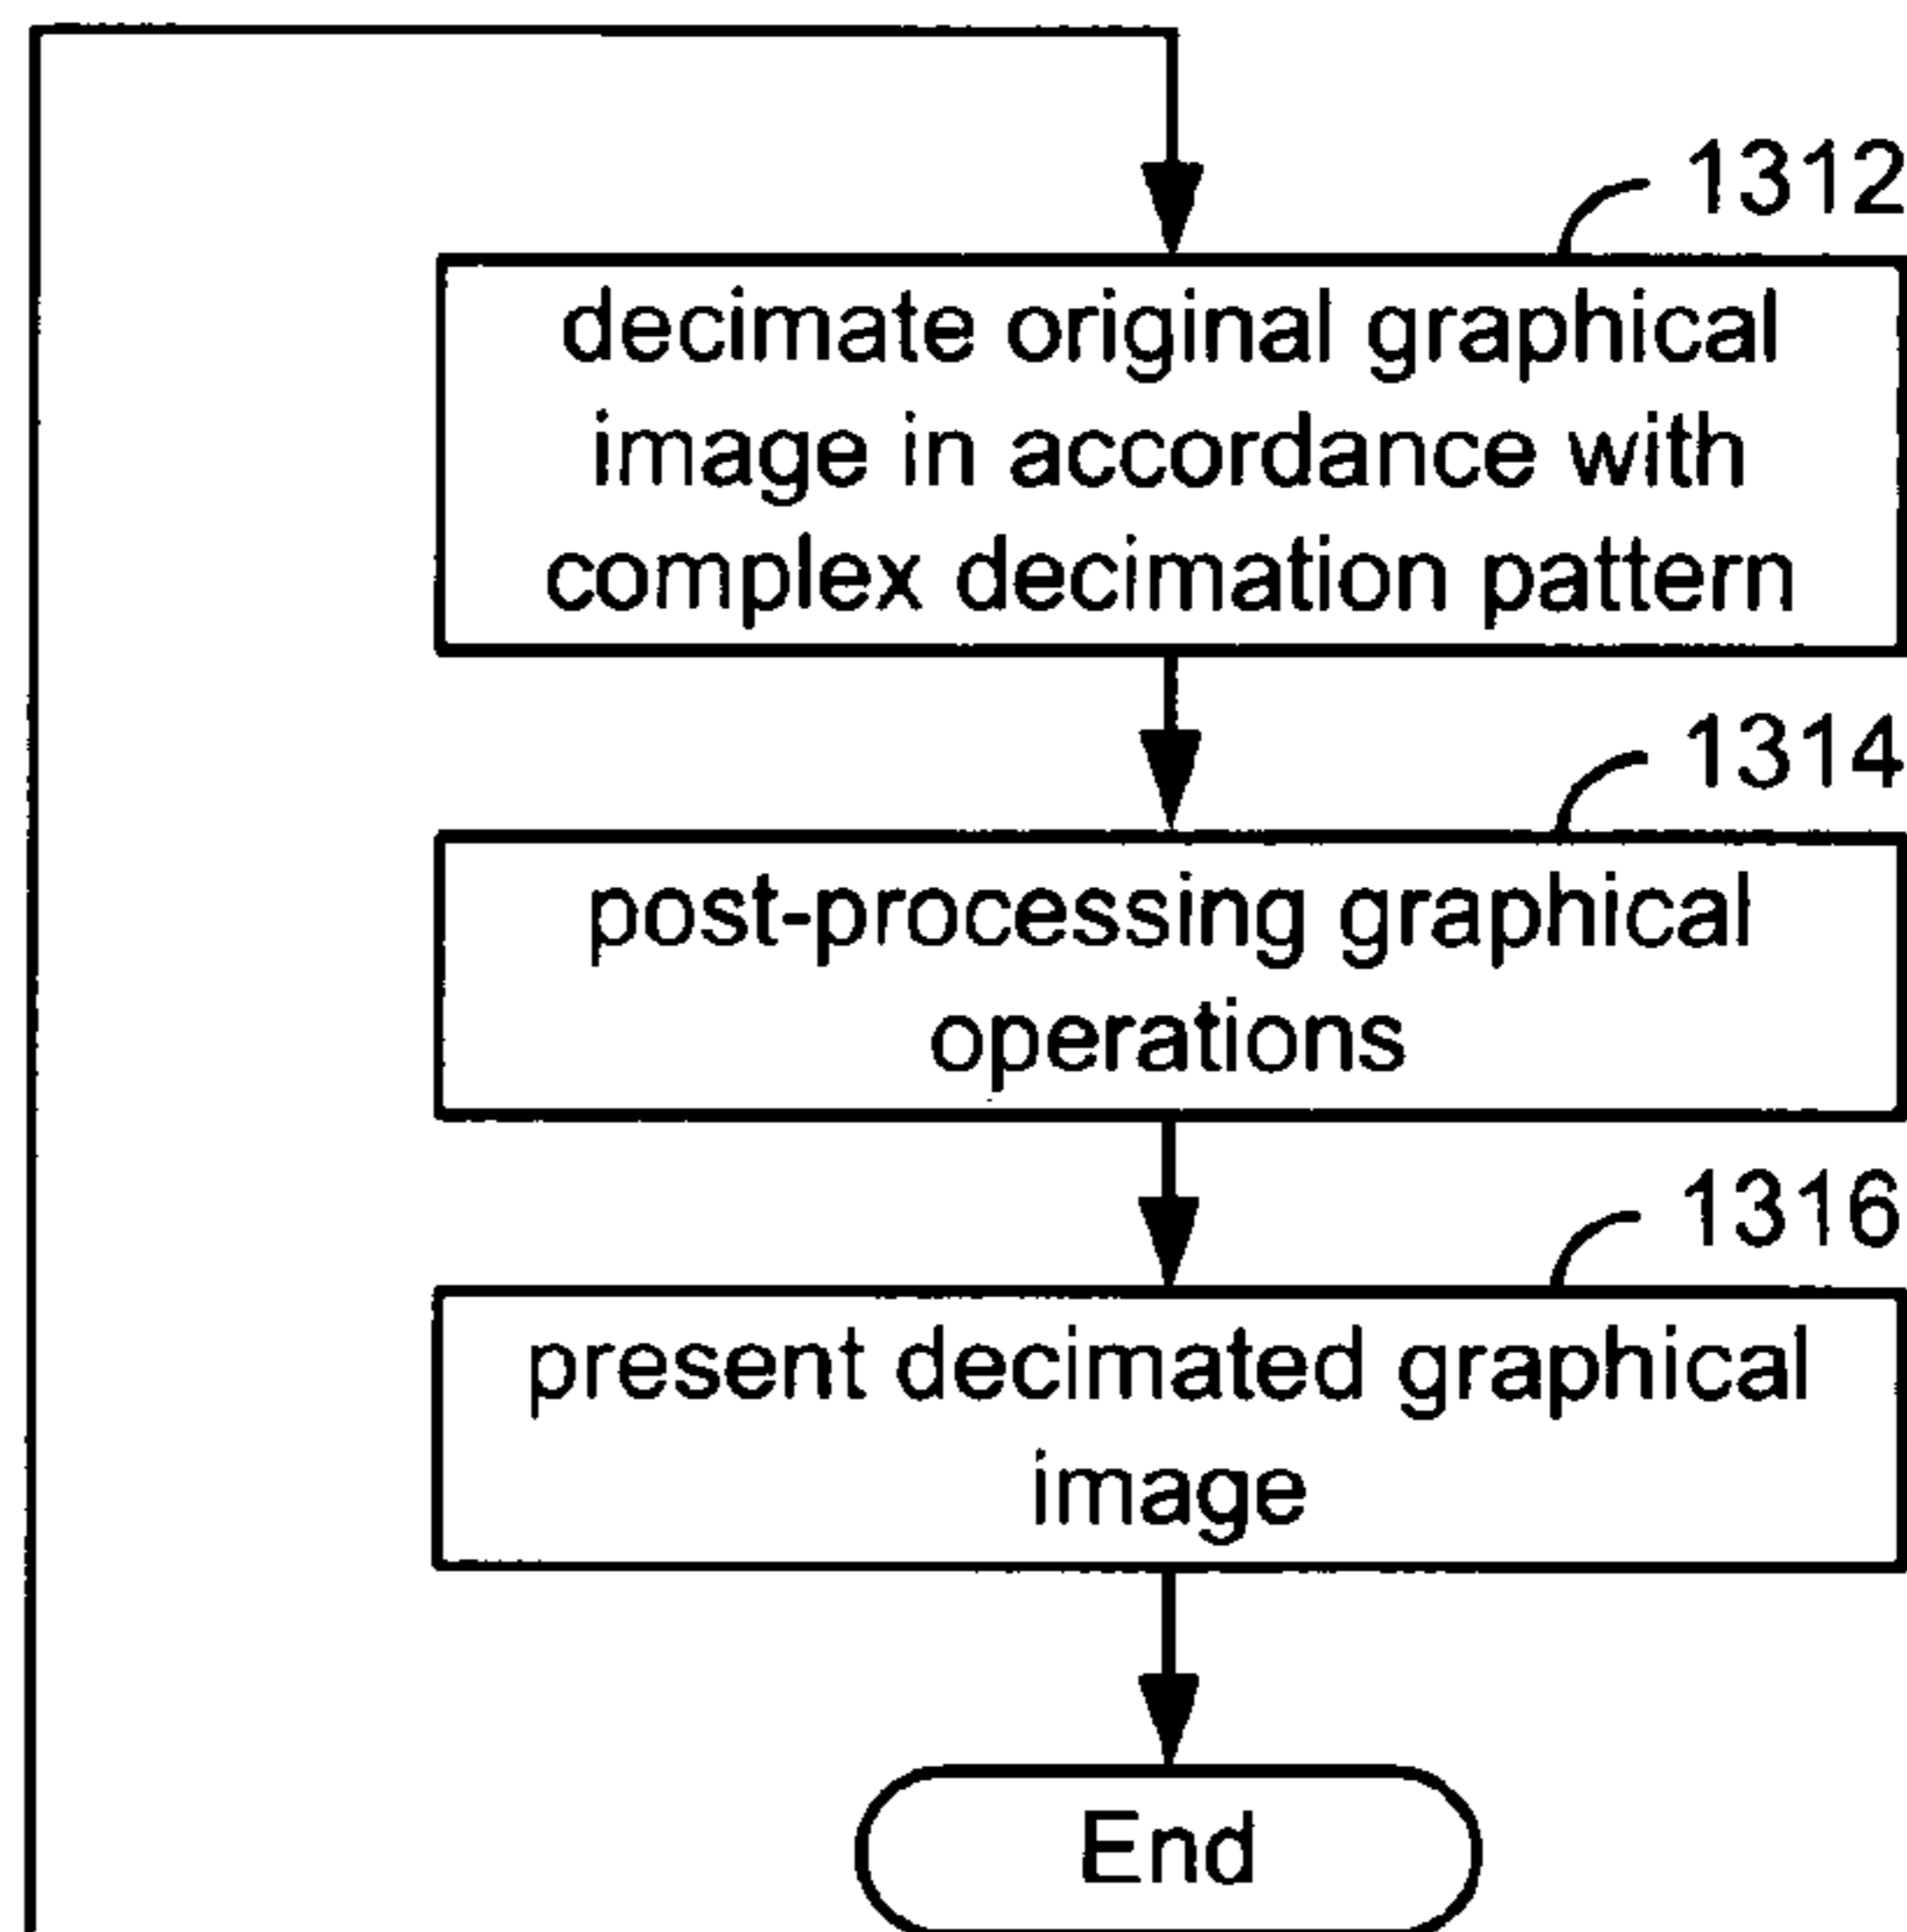 1312
decimate original graphical
image in accordance with
complex decimation pattern
1314
post-processing graphical
operations
1316
present decimated graphical
image
End